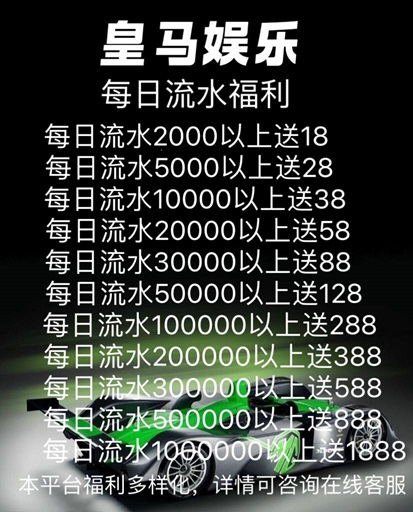 皇马娱乐
每日流水福利
每日流水2000以上送18
每日流水5000以上送28
每日流水10000以上送38
每日流水20000以上送58
每日流水30000以上送88
每日流水50000以上送128
每日流水100000以上送288
每日流水200000以上送388
每日流水300000以上送588
每日流水500000以上送888
每日流水1000000以上送1888
本平台福利多样化，详情可咨询在线客服